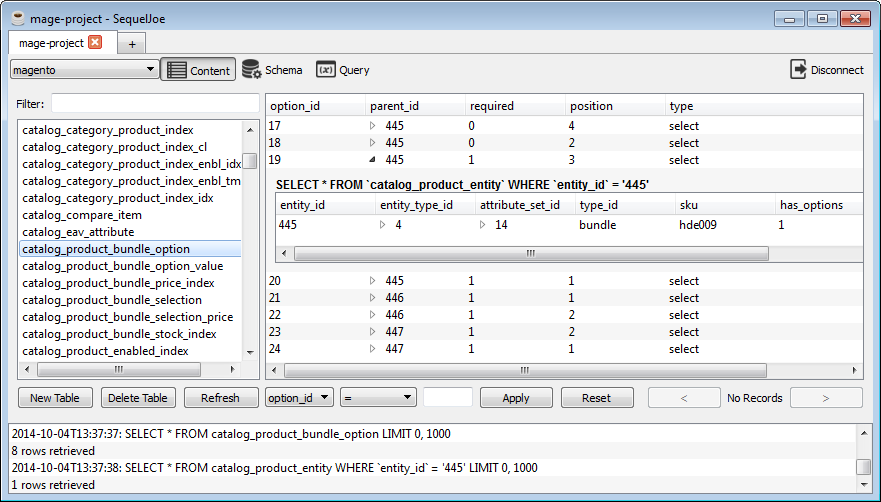 mage-project - SequelJoe
mage-project
+
magento Content Schema (x) Query Disconnect
Filter:
catalog_category_product_index
catalog_category_product_index_cl
catalog_category_product_index_enbl_idx
catalog_category_product_index_enbl_tm
catalog_category_product_index_idx
catalog_compare_item
catalog_eav_attribute
catalog_product_bundle_option
catalog_product_bundle_option_value
catalog_product_bundle_price_index
catalog_product_bundle_selection
catalog_product_bundle_selection_price
catalog_product_bundle_stock_index
catalog_product_enabled_index
option_id parent_id required position type
17 445 0 4 select
18 445 0 2 select
19 445 1 3 select
SELECT * FROM `catalog_product_entity` WHERE `entity_id` = '445'
entity_id entity_type_id attribute_set_id type_id sku has_options
445 4 14 bundle hde009 1
20 445 1 1 select
21 446 1 1 select
22 446 1 2 select
23 447 1 2 select
24 447 1 1 select
New Table Delete Table Refresh option_id = Apply Reset < No Records >
2014-10-04T13:37:37: SELECT * FROM catalog_product_bundle_option LIMIT 0, 1000
8 rows retrieved
2014-10-04T13:37:38: SELECT * FROM catalog_product_entity WHERE `entity_id` = '445' LIMIT 0, 1000
1 rows retrieved